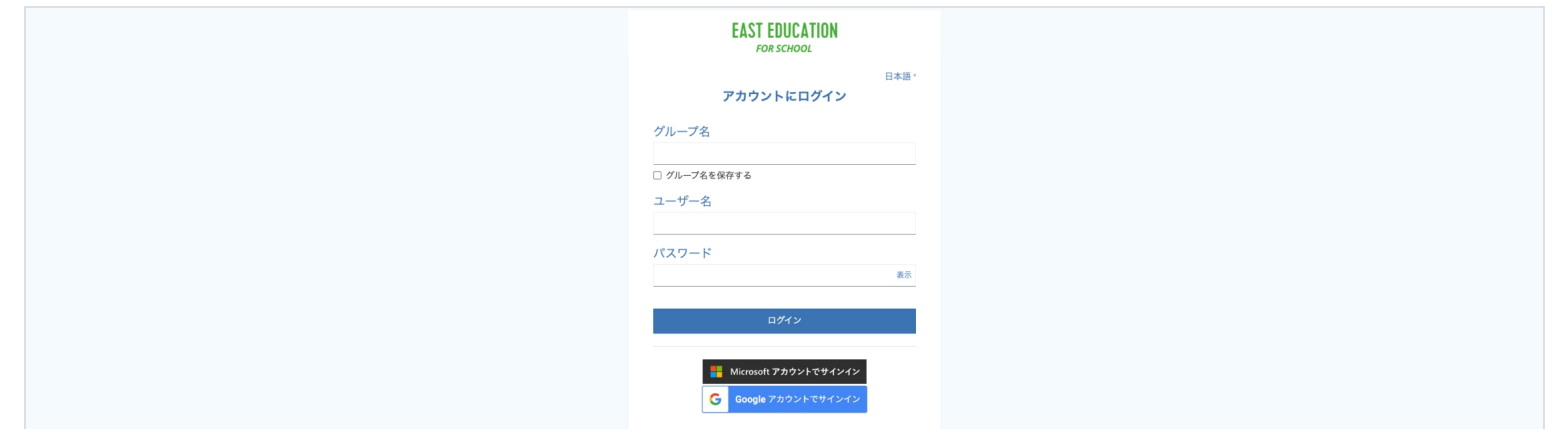 EAST EDUCATION
FOR SCHOOL
日本語
アカウントにログイン
グループ名
グループ名を保存する
ユーザー名
パスワード
表示
ログイン
Microsoft アカウントでサインイン
Google アカウントでサインイン